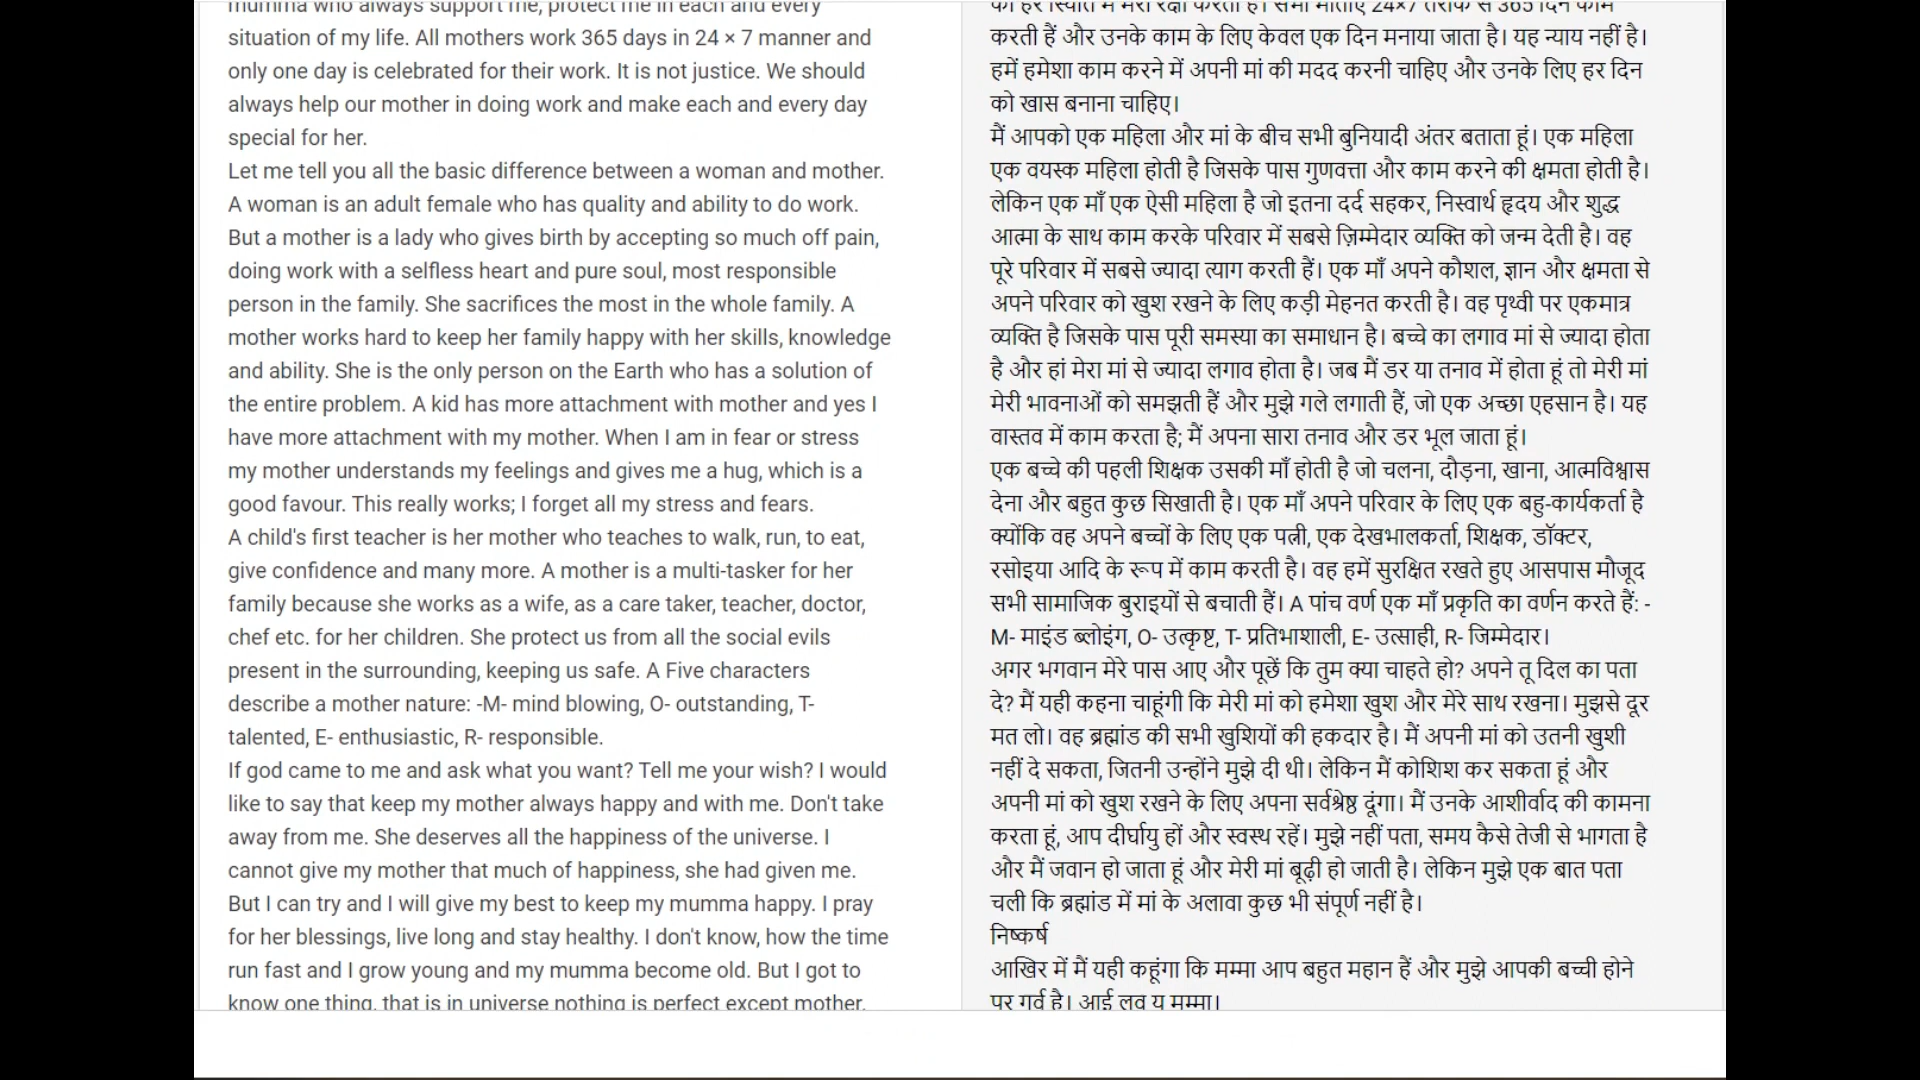 mumma who always support me, protect me in each and every
situation of my life. All mothers work 365 days in 24 × 7 manner and
only one day is celebrated for their work. It is not justice. We should
always help our mother in doing work and make each and every day
special for her.
Let me tell you all the basic difference between a woman and mother.
A woman is an adult female who has quality and ability to do work.
But a mother is a lady who gives birth by accepting so much off pain,
doing work with a selfless heart and pure soul, most responsible
person in the family. She sacrifices the most in the whole family. A
mother works hard to keep her family happy with her skills, knowledge
and ability. She is the only person on the Earth who has a solution of
the entire problem. A kid has more attachment with mother and yes I
have more attachment with my mother. When I am in fear or stress
my mother understands my feelings and gives me a hug, which is a
good favour. This really works; I forget all my stress and fears.
A child's first teacher is her mother who teaches to walk, run, to eat,
give confidence and many more. A mother is a multi-tasker for her
family because she works as a wife, as a care taker, teacher, doctor,
chef etc. for her children. She protect us from all the social evils
present in the surrounding, keeping us safe. A Five characters
describe a mother nature: -M- mind blowing, O- outstanding, T-
talented, E- enthusiastic, R- responsible.
If god came to me and ask what you want? Tell me your wish? I would
like to say that keep my mother always happy and with me. Don't take
away from me. She deserves all the happiness of the universe. I
cannot give my mother that much of happiness, she had given me.
But I can try and I will give my best to keep my mumma happy. I pray
for her blessings, live long and stay healthy. I don't know, how the time
run fast and I grow young and my mumma become old. But I got to
know one thing, that is in universe nothing is perfect except mother.
की हर स्थिति में मेरी रक्षा करती हैं। सभी माताएं 24×7 तरीके से 365 दिन काम
करती हैं और उनके काम के लिए केवल एक दिन मनाया जाता है। यह न्याय नहीं है।
हमें हमेशा काम करने में अपनी मां की मदद करनी चाहिए और उनके लिए हर दिन
को खास बनाना चाहिए।
मैं आपको एक महिला और मां के बीच सभी बुनियादी अंतर बताता हूं। एक महिला
एक वयस्क महिला होती है जिसके पास गुणवत्ता और काम करने की क्षमता होती है।
लेकिन एक माँ एक ऐसी महिला है जो इतना दर्द सहकर, निस्वार्थ हृदय और शुद्ध
आत्मा के साथ काम करके परिवार में सबसे ज़िम्मेदार व्यक्ति को जन्म देती है। वह
पूरे परिवार में सबसे ज्यादा त्याग करती हैं। एक माँ अपने कौशल, ज्ञान और क्षमता से
अपने परिवार को खुश रखने के लिए कड़ी मेहनत करती है। वह पृथ्वी पर एकमात्र
व्यक्ति है जिसके पास पूरी समस्या का समाधान है। बच्चे का लगाव मां से ज्यादा होता
है और हां मेरा मां से ज्यादा लगाव होता है। जब मैं डर या तनाव में होता हूं तो मेरी मां
मेरी भावनाओं को समझती हैं और मुझे गले लगाती हैं, जो एक अच्छा एहसान है। यह
वास्तव में काम करता है; मैं अपना सारा तनाव और डर भूल जाता हूं।
एक बच्चे की पहली शिक्षक उसकी माँ होती है जो चलना, दौड़ना, खाना, आत्मविश्वास
देना और बहुत कुछ सिखाती है। एक माँ अपने परिवार के लिए एक बहु-कार्यकर्ता है
क्योंकि वह अपने बच्चों के लिए एक पत्नी, एक देखभालकर्ता, शिक्षक, डॉक्टर,
रसोइया आदि के रूप में काम करती है। वह हमें सुरक्षित रखते हुए आसपास मौजूद
सभी सामाजिक बुराइयों से बचाती हैं। A पांच वर्ण एक माँ प्रकृति का वर्णन करते हैं: -
M- माइंड ब्लोइंग, O- उत्कृष्ट, T- प्रतिभाशाली, E- उत्साही, R- जिम्मेदार।
अगर भगवान मेरे पास आए और पूछें कि तुम क्या चाहते हो? अपने तू दिल का पता
दे? मैं यही कहना चाहूंगी कि मेरी मां को हमेशा खुश और मेरे साथ रखना। मुझसे दूर
मत लो। वह ब्रह्मांड की सभी खुशियों की हकदार है। मैं अपनी मां को उतनी खुशी
नहीं दे सकता, जितनी उन्होंने मुझे दी थी। लेकिन मैं कोशिश कर सकता हूं और
अपनी मां को खुश रखने के लिए अपना सर्वश्रेष्ठ दूंगा। मैं उनके आशीर्वाद की कामना
करता हूं, आप दीर्घायु हों और स्वस्थ रहें। मुझे नहीं पता, समय कैसे तेजी से भागता है
और मैं जवान हो जाता हूं और मेरी मां बूढ़ी हो जाती है। लेकिन मुझे एक बात पता
चली कि ब्रह्मांड में मां के अलावा कुछ भी संपूर्ण नहीं है।
निष्कर्ष
आखिर में मैं यही कहूंगा कि मम्मा आप बहुत महान हैं और मुझे आपकी बच्ची होने
पर गर्व है। आई लव यू मम्मा।